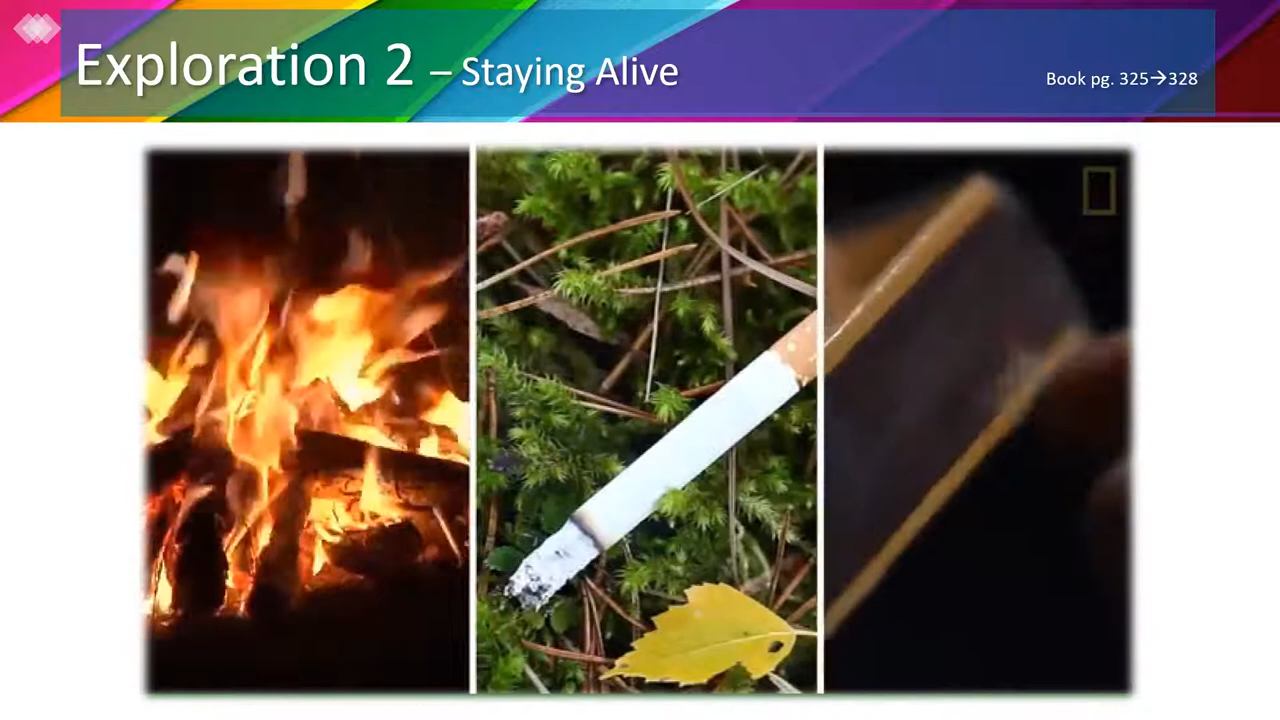 Exploration 2 – Staying Alive
Book pg. 325→328